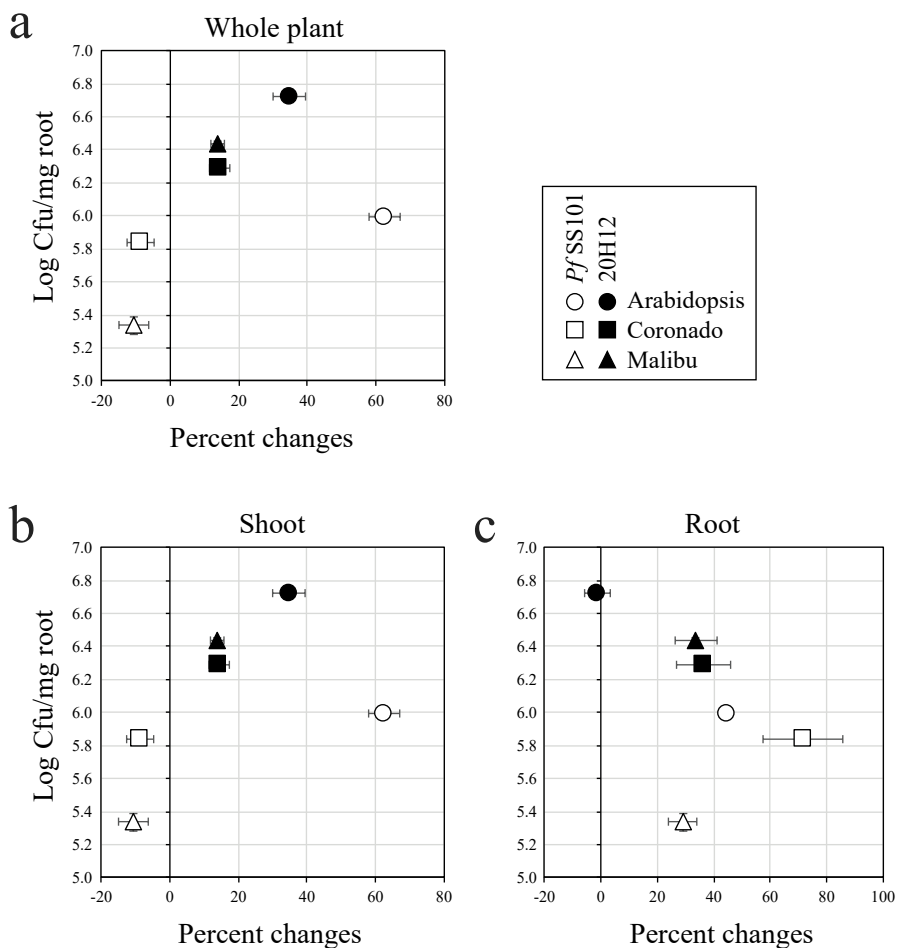 a
Whole plant
Log Cfu/mg root
7.0
6.8
6.6
6.4
6.2
6.0
5.8
5.6
5.4
5.2
5.0
-20 0 20 40 60 80
Percent changes
Pf SS101
20H12
Arabidopsis
Coronado
Malibu
b
Shoot
Log Cfu/mg root
7.0
6.8
6.6
6.4
6.2
6.0
5.8
5.6
5.4
5.2
5.0
-20 0 20 40 60 80
Percent changes
c
Root
7.0
6.8
6.6
6.4
6.2
6.0
5.8
5.6
5.4
5.2
5.0
-20 0 20 40 60 80 100
Percent changes